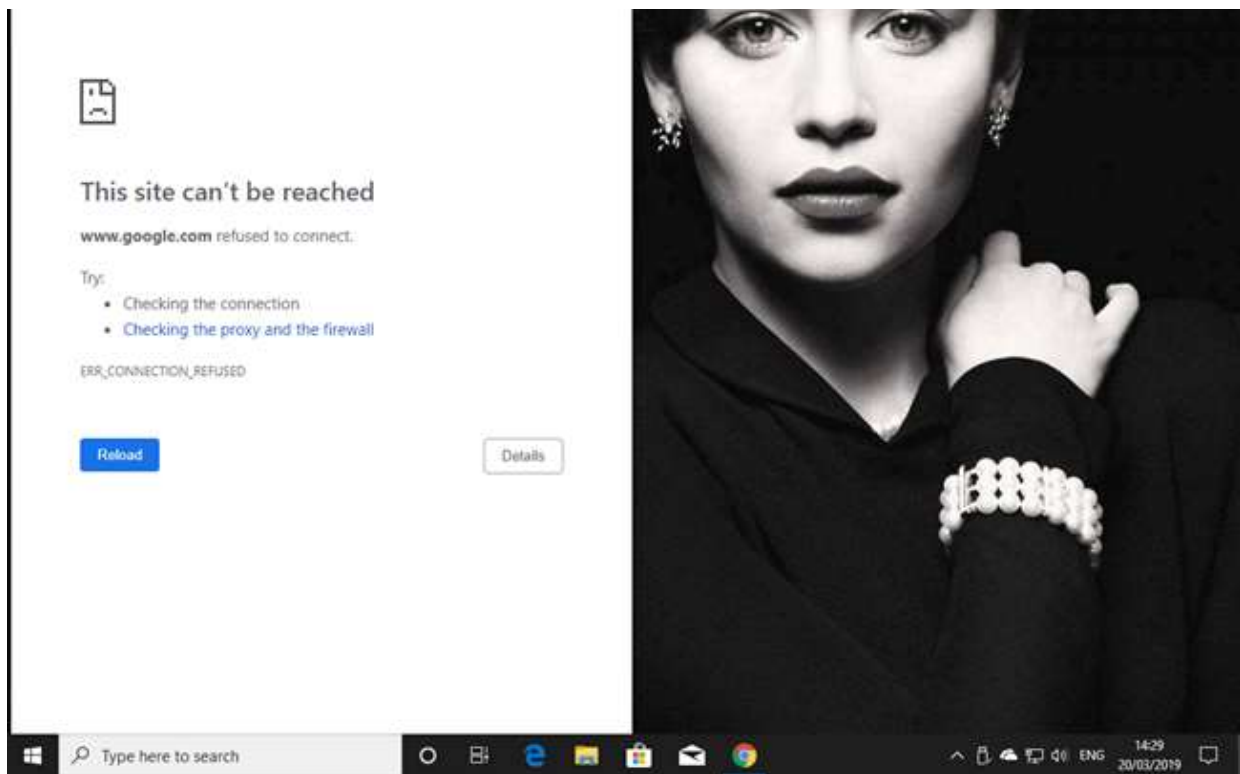 This site can't be reached
www.google.com refused to connect.
Try:
Checking the connection
Checking the proxy and the firewall
ERR_CONNECTION_REFUSED
Reload
Details
Type here to search
ENG
14:29
20/03/2019